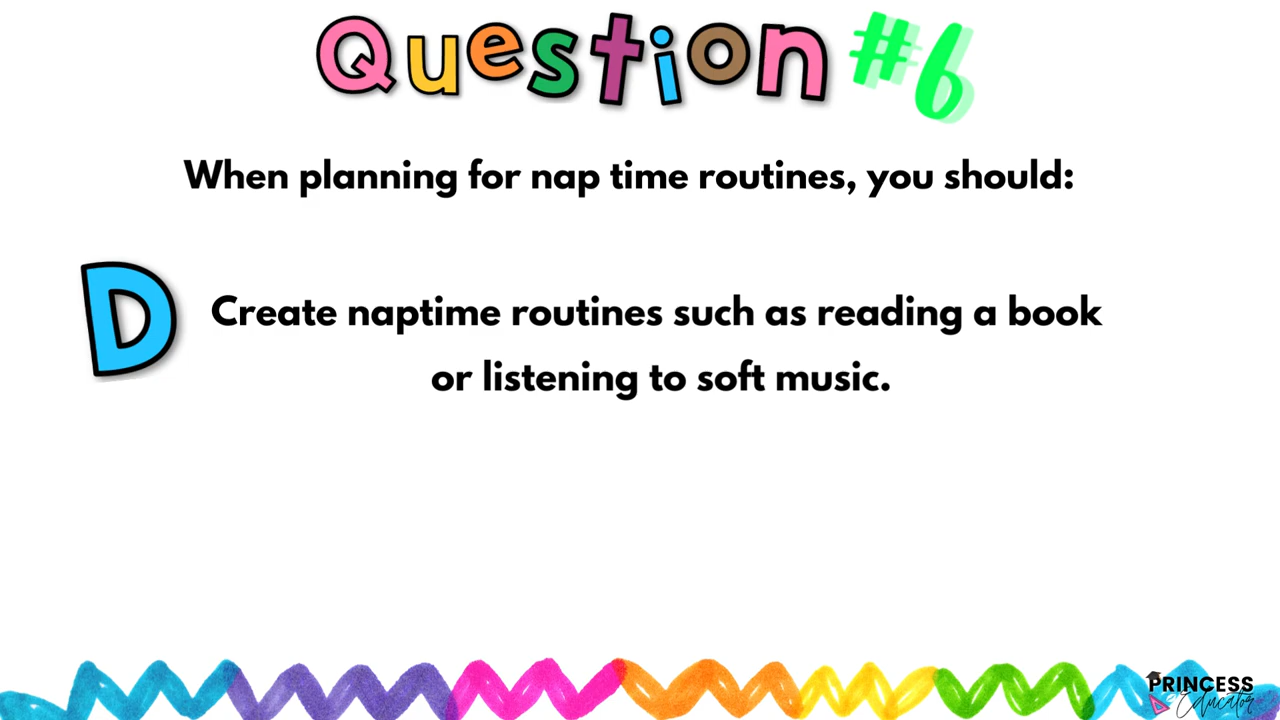 Question #6
When planning for nap time routines, you should:
D
Create naptime routines such as reading a book
or listening to soft music.
PRINCESS
Educator